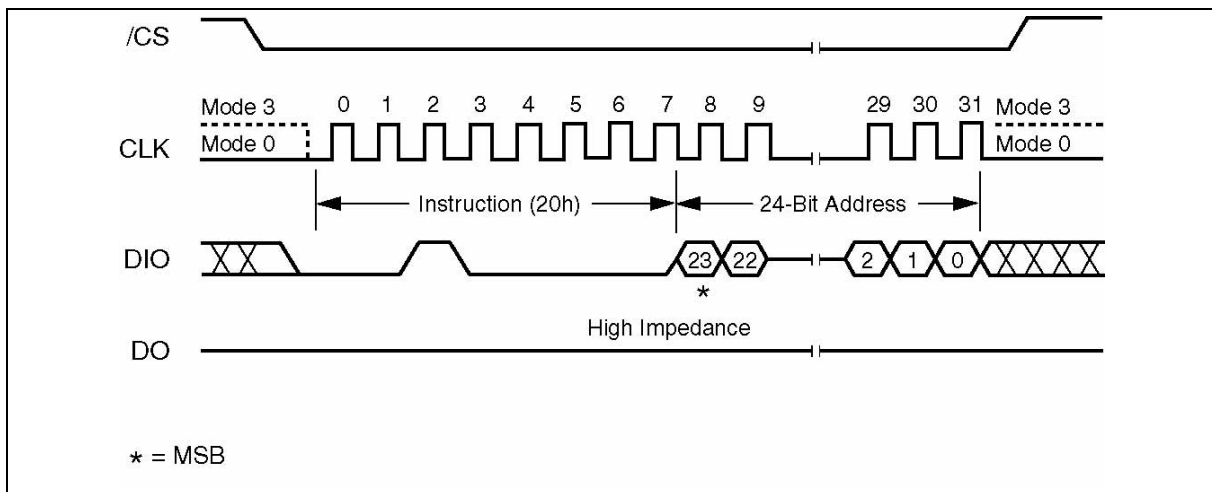 /CS
Mode 3
0 1 2 3 4 5 6 7 8 9 29 30 31
Mode 3
CLK
Mode 0
Mode 0
Instruction (20h)
24-Bit Address
DIO
23 22 2 1 0
*
High Impedance
DO
* = MSB